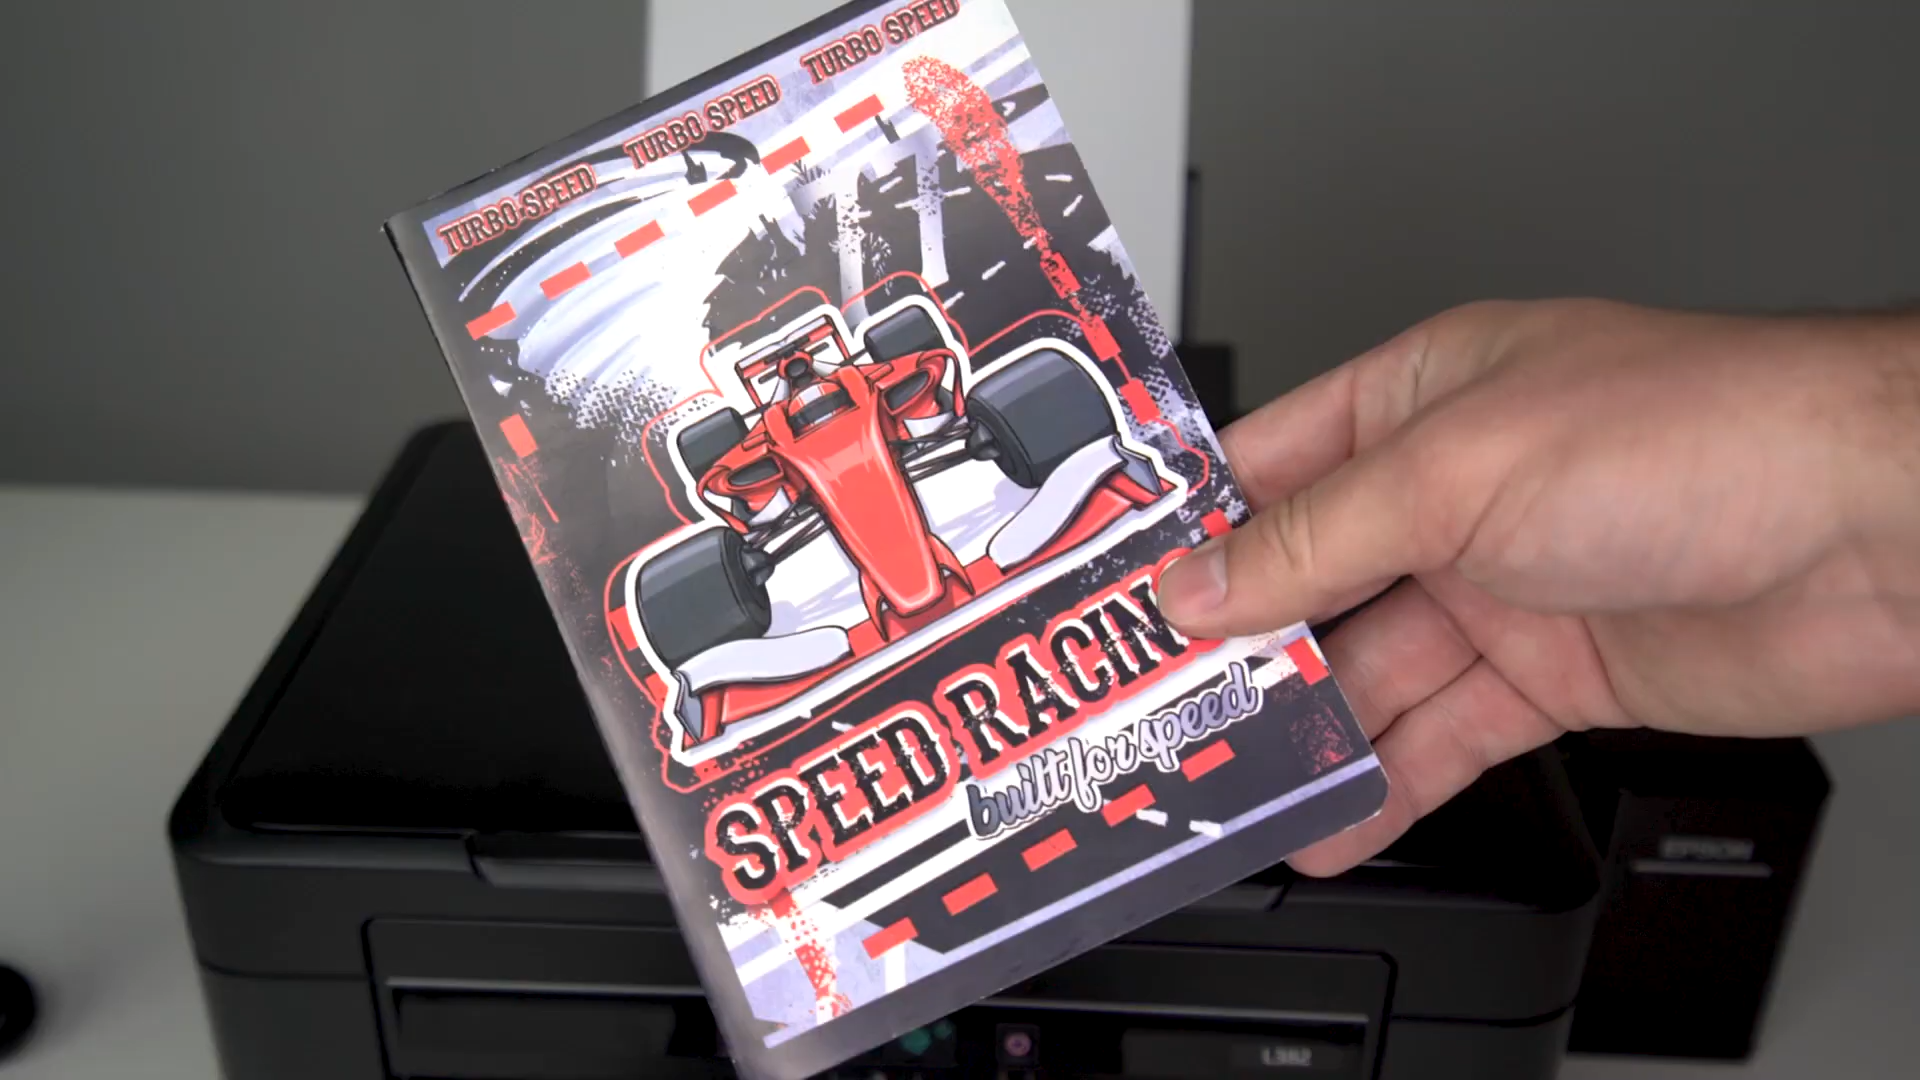 TURBO SPEED TURBO SPEED TURBO SPEED
SPEED RACIN
built for speed
EPSON
L382